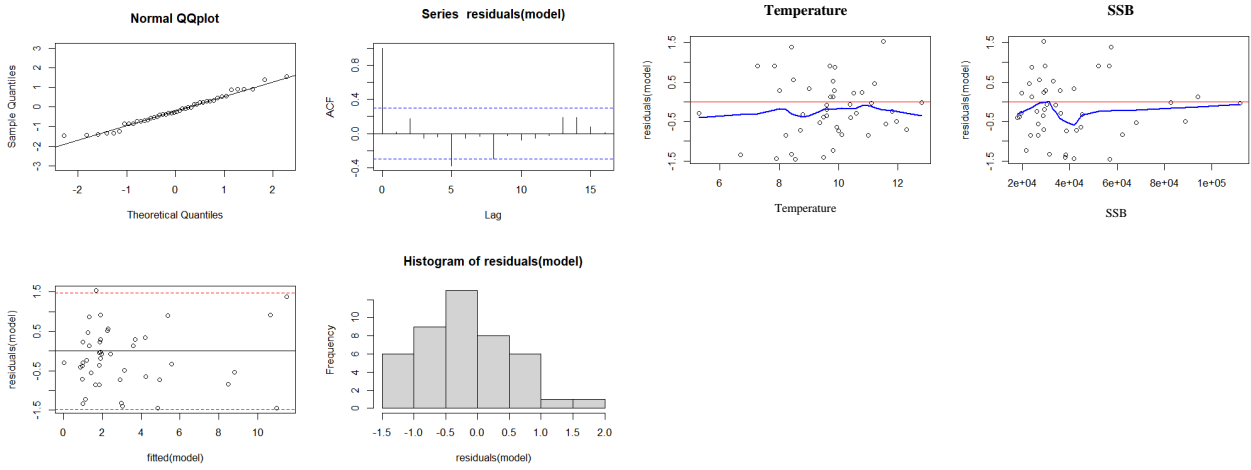 Normal QQplot
Sample Quantiles
3
2
1
0
-1
-2
-3
-2 -1 0 1 2
Theoretical Quantiles
Series residuals(model)
ACF
0.8
0.4
0.0
-0.4
0 5 10 15
Lag
Temperature
residuals(model)
1.5
0.5
-0.5
-1.5
6 8 10 12
Temperature
SSB
residuals(model)
1.5
0.5
-0.5
-1.5
2e+04 4e+04 6e+04 8e+04 1e+05
SSB
residuals(model)
1.5
0.5
-0.5
-1.5
0 2 4 6 8 10
fitted(model)
Histogram of residuals(model)
Frequency
10
8
6
4
2
0
-1.5 -1.0 -0.5 0.0 0.5 1.0 1.5 2.0
residuals(model)